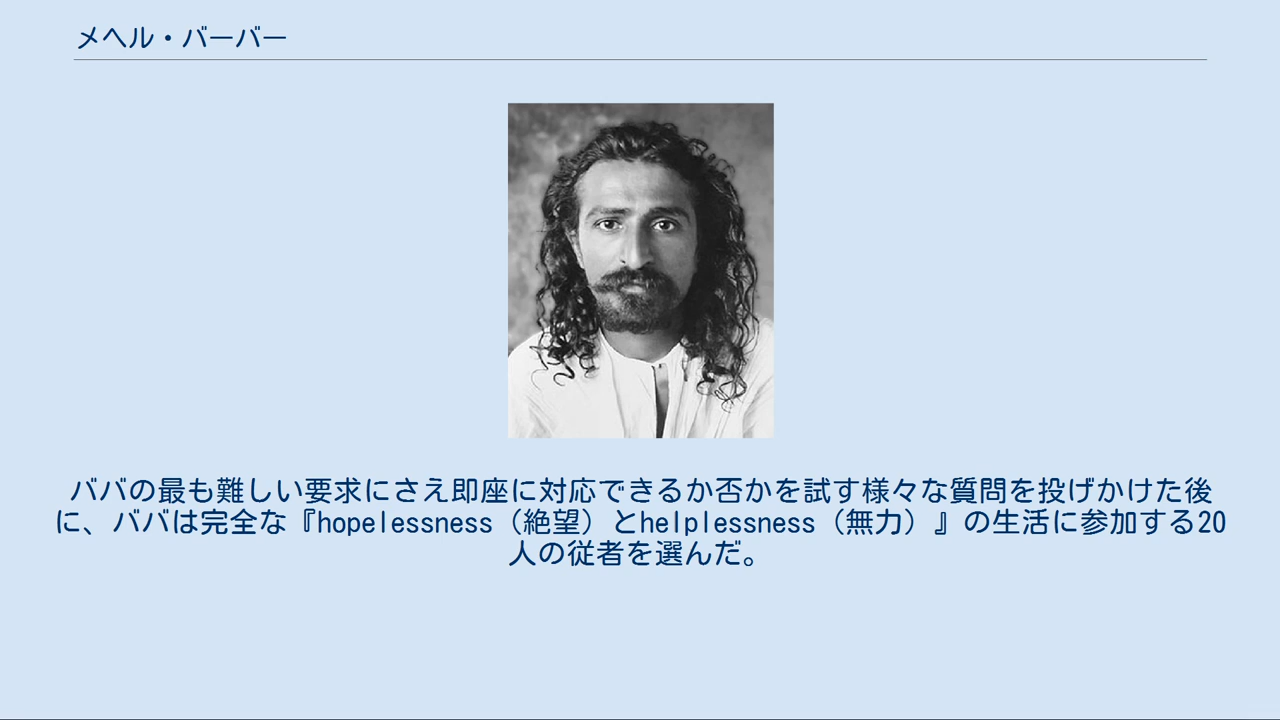 メヘル・バーバー
ババの最も難しい要求にさえ即座に対応できるか否かを試す様々な質問を投げかけた後
に、ババは完全な『hopelessness（絶望）とhelplessness（無力）』の生活に参加する20
人の従者を選んだ。